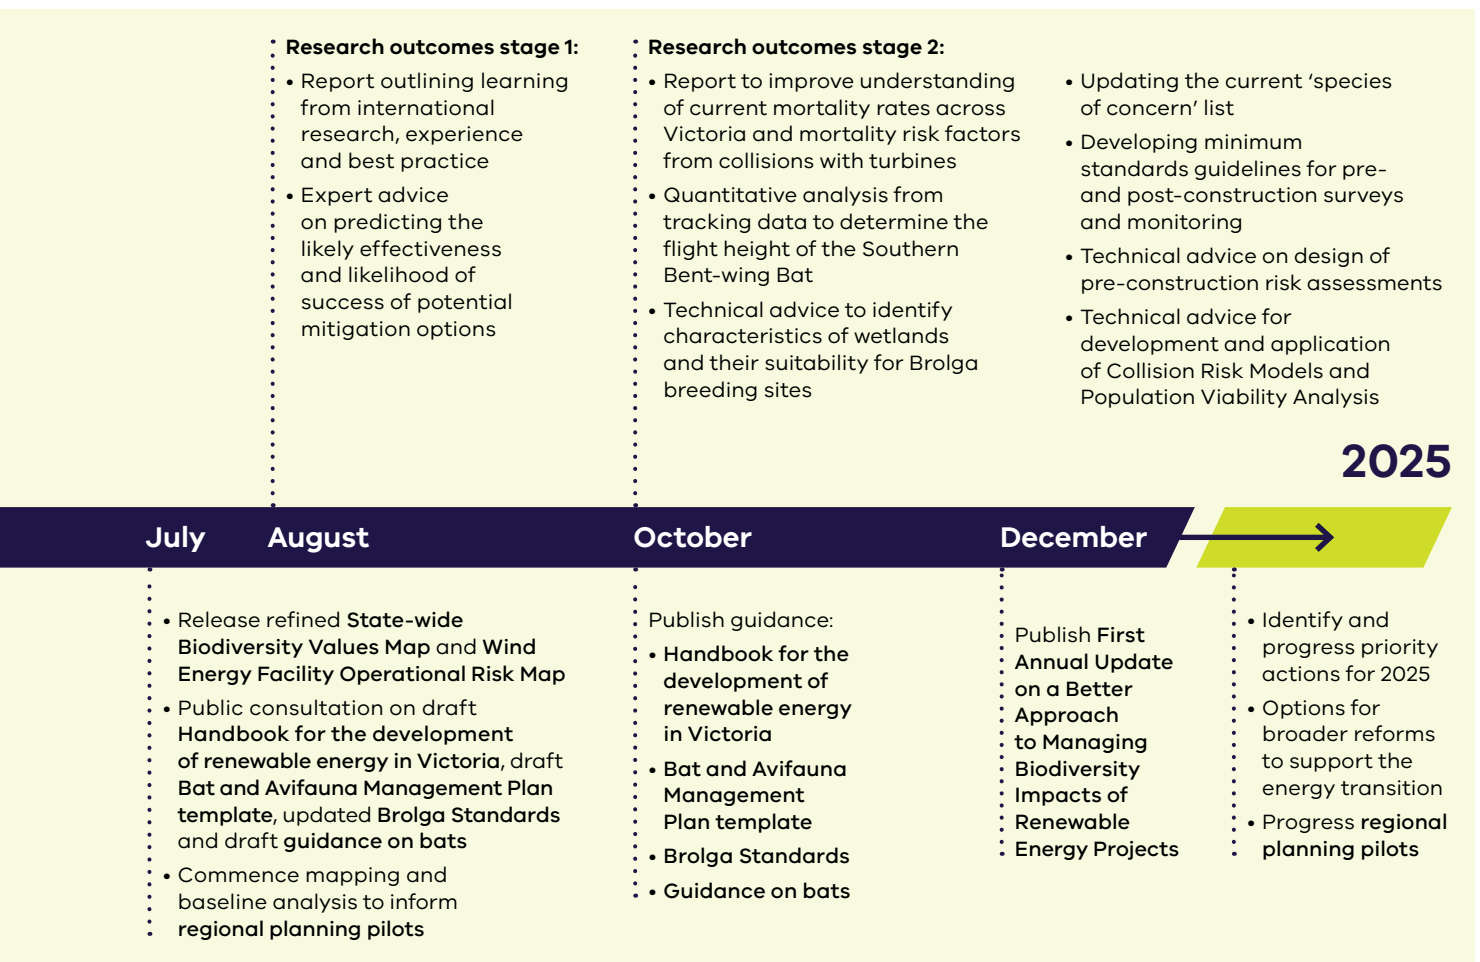 Research outcomes stage 1:
• Report outlining learning
from international
research, experience
and best practice
• Expert advice
on predicting the
likely effectiveness
and likelihood of
success of potential
mitigation options
Research outcomes stage 2:
• Report to improve understanding
of current mortality rates across
Victoria and mortality risk factors
from collisions with turbines
• Quantitative analysis from
tracking data to determine the
flight height of the Southern
Bent-wing Bat
• Technical advice to identify
characteristics of wetlands
and their suitability for Brolga
breeding sites
• Updating the current ‘species
of concern’ list
• Developing minimum
standards guidelines for pre-
and post-construction surveys
and monitoring
• Technical advice on design of
pre-construction risk assessments
• Technical advice for
development and application
of Collision Risk Models and
Population Viability Analysis
2025
July
August
October
December
• Release refined State-wide
Biodiversity Values Map and Wind
Energy Facility Operational Risk Map
• Public consultation on draft
Handbook for the development
of renewable energy in Victoria, draft
Bat and Avifauna Management Plan
template, updated Brolga Standards
and draft guidance on bats
• Commence mapping and
baseline analysis to inform
regional planning pilots
Publish guidance:
• Handbook for the
development of
renewable energy
in Victoria
• Bat and Avifauna
Management
Plan template
• Brolga Standards
• Guidance on bats
Publish First
Annual Update
on a Better
Approach
to Managing
Biodiversity
Impacts of
Renewable
Energy Projects
• Identify and
progress priority
actions for 2025
• Options for
broader reforms
to support the
energy transition
• Progress regional
planning pilots